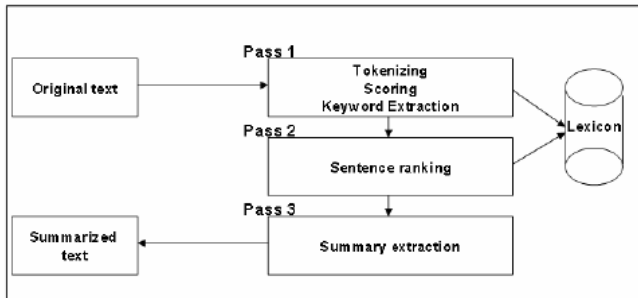 Pass 1
Original text
Tokenizing
Scoring
Keyword Extraction
Lexicon
Pass 2
Sentence ranking
Pass 3
Summarized
text
Summary extraction